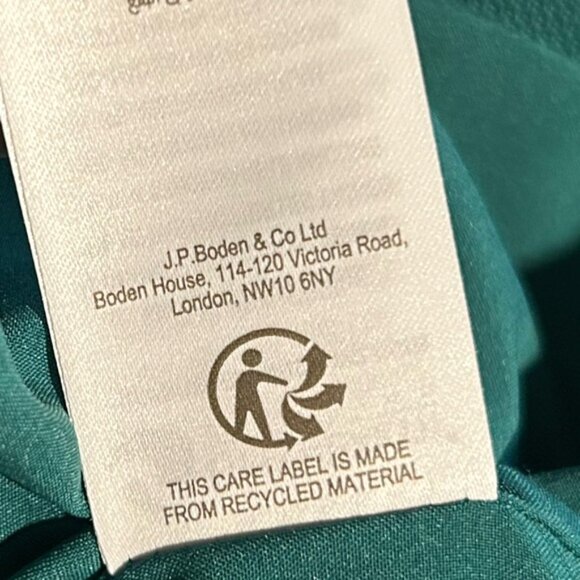 J.P.Boden & Co Ltd
Boden House, 114-120 Victoria Road,
London, NW10 6NY
THIS CARE LABEL IS MADE
FROM RECYCLED MATERIAL